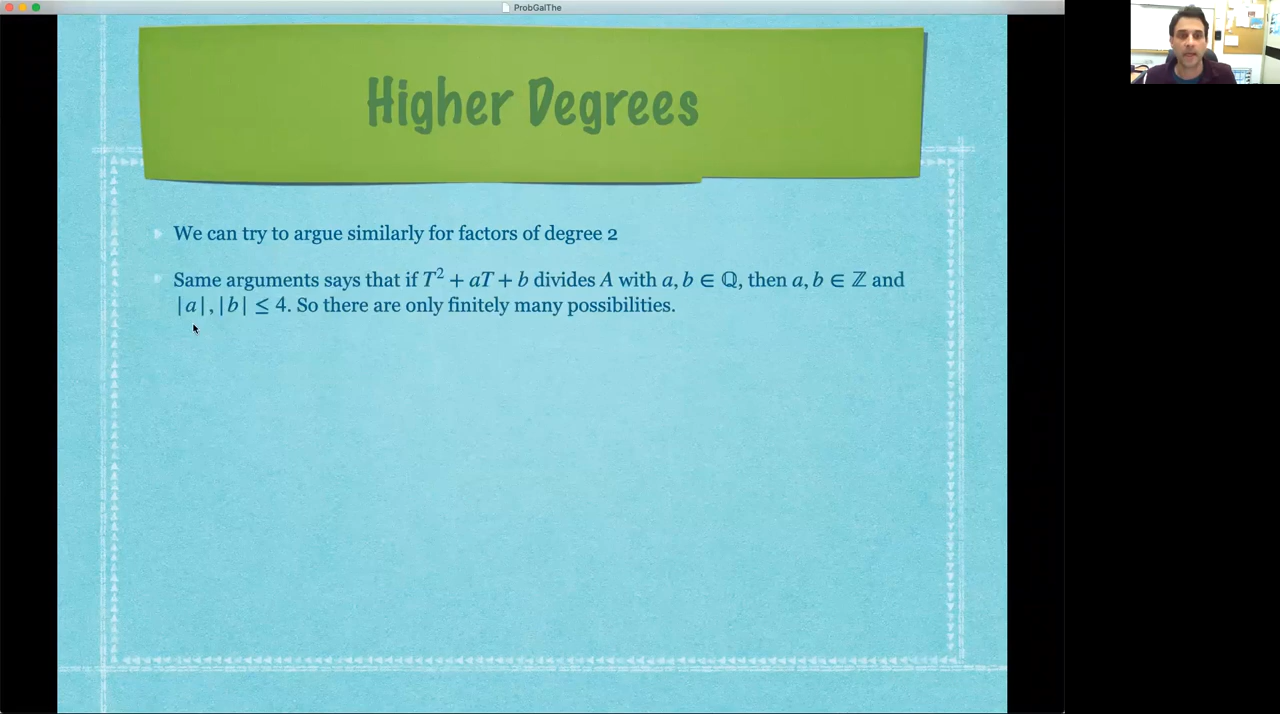 ProbGalThe
Higher Degrees
We can try to argue similarly for factors of degree 2
Same arguments says that if T² + aT + b divides A with a, b ∈ ℚ, then a, b ∈ ℤ and
|a|, |b| ≤ 4. So there are only finitely many possibilities.